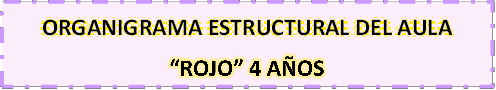 ORGANIGRAMA ESTRUCTURAL DEL AULA
“ROJO” 4 AÑOS